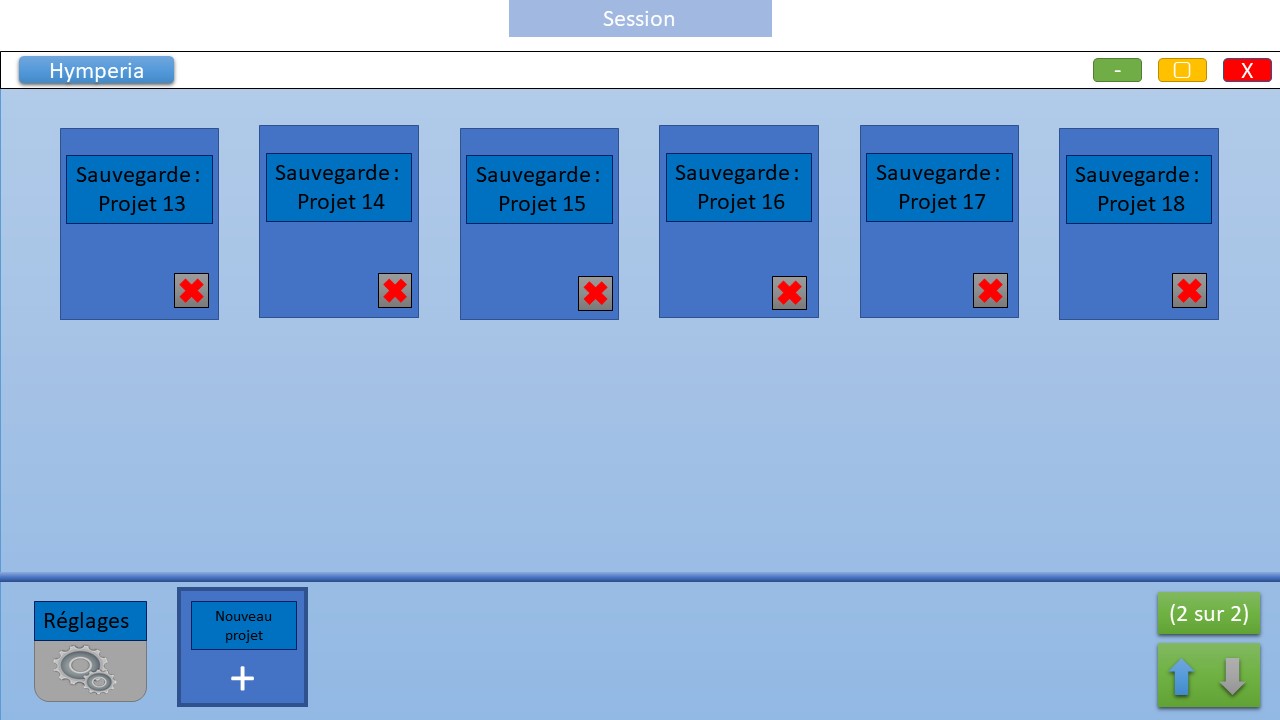 Session
Hymperia
-
X
Sauvegarde :
Projet 13
Sauvegarde :
Projet 14
Sauvegarde :
Projet 15
Sauvegarde :
Projet 16
Sauvegarde :
Projet 17
Sauvegarde :
Projet 18
Réglages
Nouveau
projet
+
(2 sur 2)